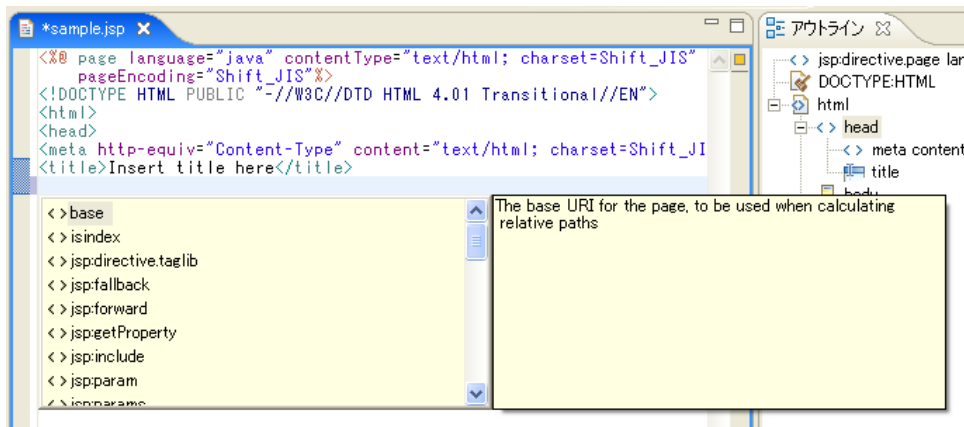 *sample.jsp
<%@ page language="java" contentType="text/html; charset=Shift_JIS"
pageEncoding="Shift_JIS"%>
<!DOCTYPE HTML PUBLIC "-//W3C//DTD HTML 4.01 Transitional//EN">
<html>
<head>
<meta http-equiv="Content-Type" content="text/html; charset=Shift_JI
<title>Insert title here</title>
< > base
< > isindex
< > jsp:directive.taglib
< > jsp:fallback
< > jsp:forward
< > jsp:getProperty
< > jsp:include
< > jsp:param
< > jsp:params
The base URI for the page, to be used when calculating
relative paths
アウトライン
< > jsp:directive.page lan
DOCTYPE:HTML
html
< > head
< > meta content
title
body